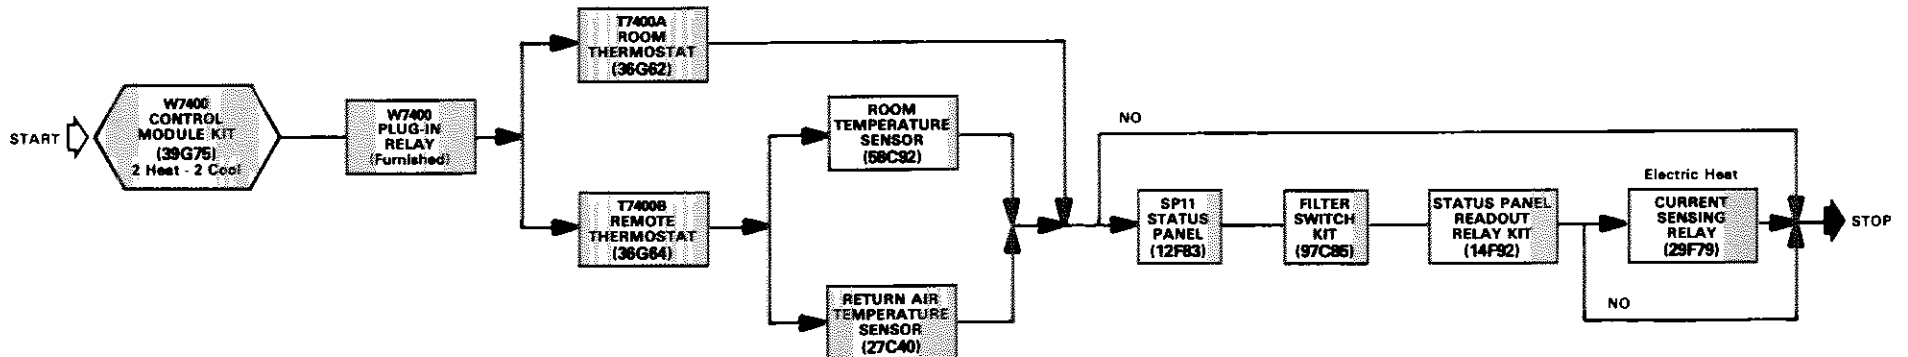 START
W7400
CONTROL
MODULE KIT
(39G75)
2 Heat - 2 Cool
W7400
PLUG-IN
RELAY
(Furnished)
T7400A
ROOM
THERMOSTAT
(36G62)
T7400B
REMOTE
THERMOSTAT
(36G64)
ROOM
TEMPERATURE
SENSOR
(58C92)
RETURN AIR
TEMPERATURE
SENSOR
(27C40)
NO
SP11
STATUS
PANEL
(12F83)
FILTER
SWITCH
KIT
(97C85)
STATUS PANEL
READOUT
RELAY KIT
(14F92)
Electric Heat
CURRENT
SENSING
RELAY
(29F79)
NO
STOP